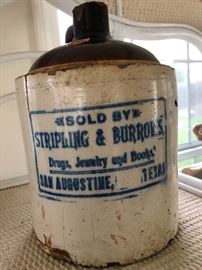 SOLD BY
STRIPLING & BURROWS,
Drugs, Jewelry and Books,
SAN AUGUSTINE, TEXAS